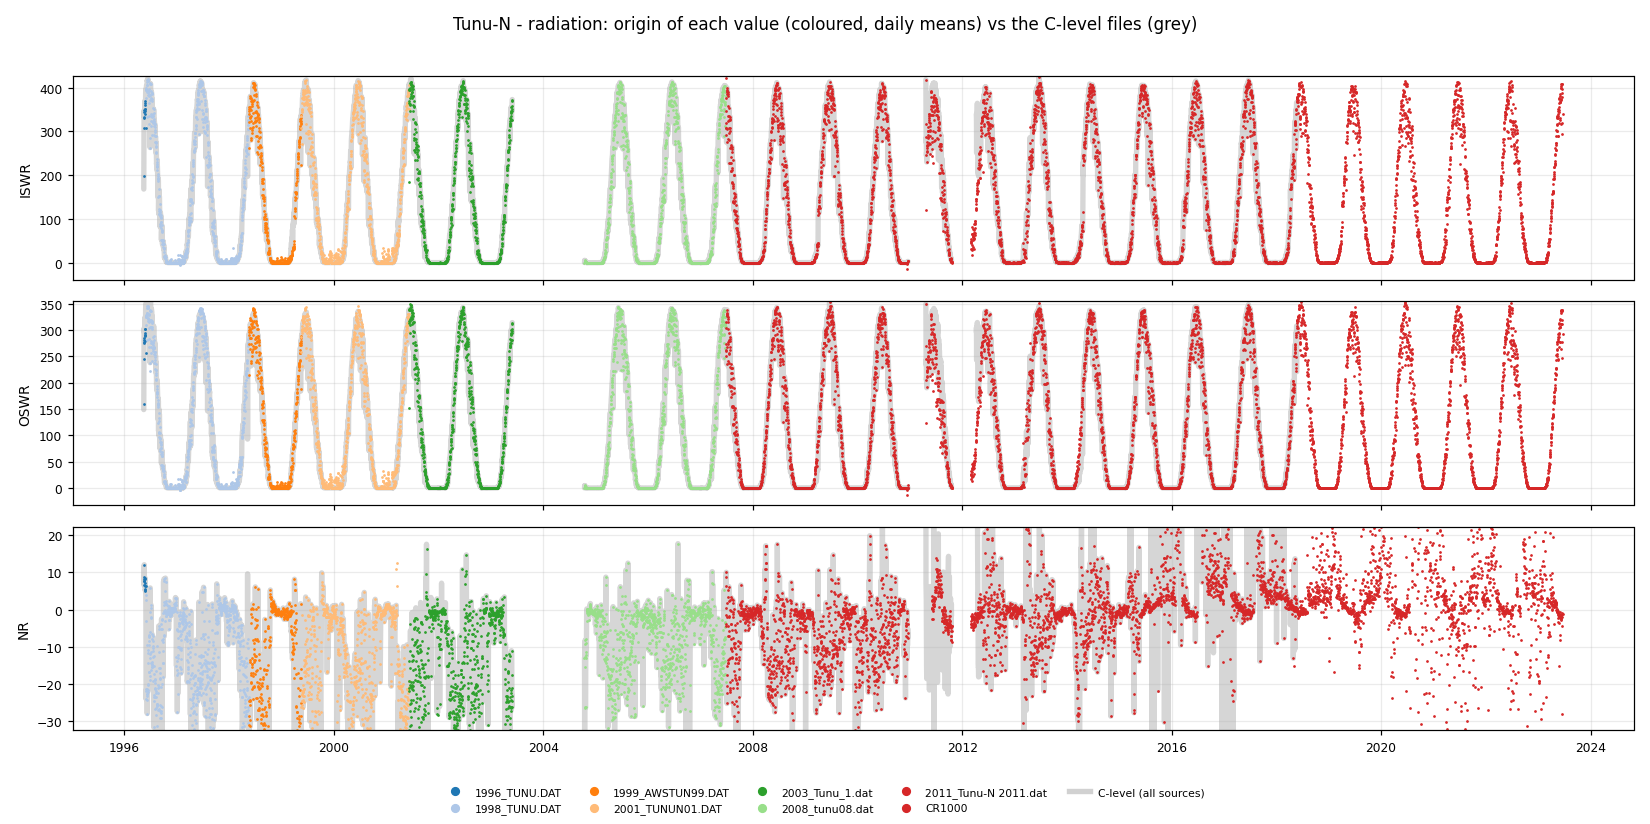 Tunu-N - radiation: origin of each value (coloured, daily means) vs the C-level files (grey)
ISWR
400
300
200
100
0
OSWR
350
300
250
200
150
100
50
0
NR
20
10
0
−10
−20
−30
1996
2000
2004
2008
2012
2016
2020
2024
1996_TUNU.DAT
1999_AWSTUN99.DAT
2003_Tunu_1.dat
2011_Tunu-N 2011.dat
C-level (all sources)
1998_TUNU.DAT
2001_TUNUN01.DAT
2008_tunu08.dat
CR1000